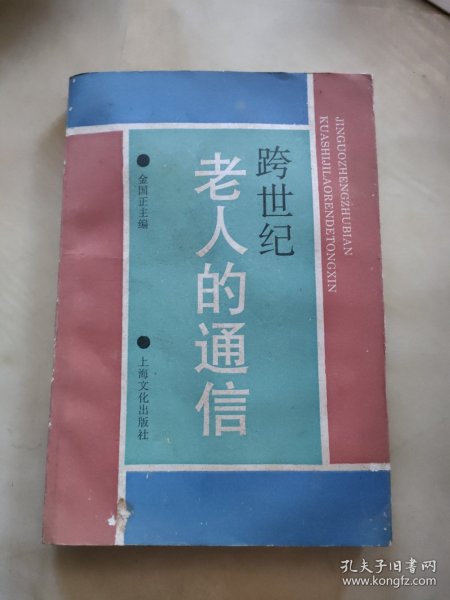 JINGUOZHENGZHUBIAN
KUASHIJILAORENDETONGXIN
跨世纪
老人的通信
金国正主编
上海文化出版社
孔夫子旧书网
www.kongfz.com